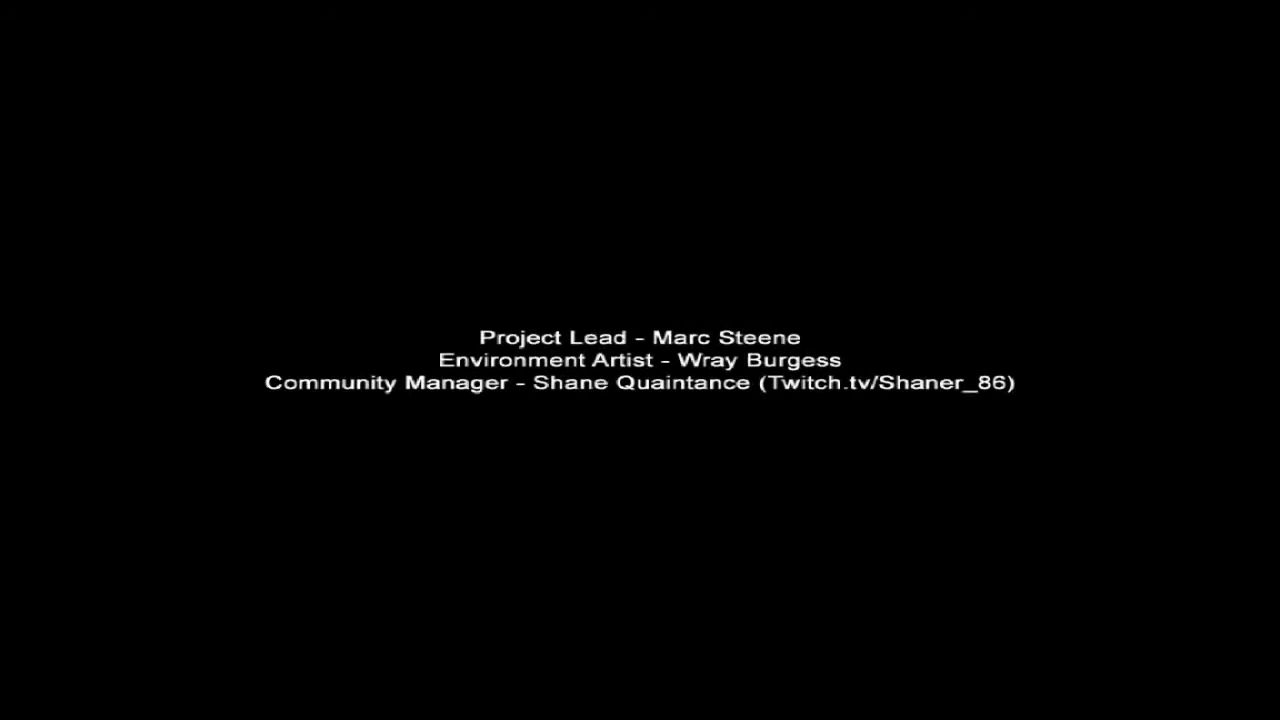 Project Lead - Marc Steene
Environment Artist - Wray Burgess
Community Manager - Shane Quaintance (Twitch.tv/Shaner_86)